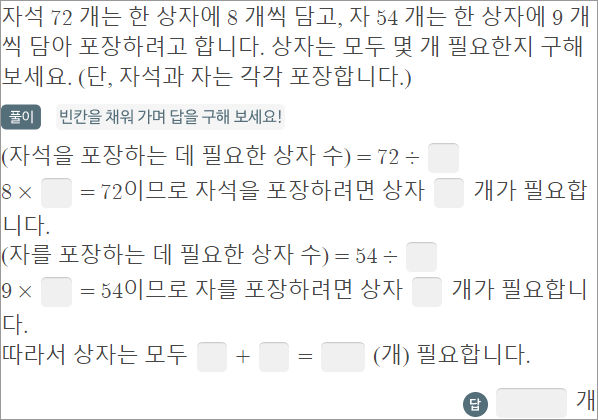 자석 72 개는 한 상자에 8 개씩 담고, 자 54 개는 한 상자에 9 개
씩 담아 포장하려고 합니다. 상자는 모두 몇 개 필요한지 구해
보세요. (단, 자석과 자는 각각 포장합니다.)
풀이 빈칸을 채워 가며 답을 구해 보세요!
(자석을 포장하는 데 필요한 상자 수) = 72 ÷
8 × = 72이므로 자석을 포장하려면 상자 개가 필요합
니다.
(자를 포장하는 데 필요한 상자 수) = 54 ÷
9 × = 54이므로 자를 포장하려면 상자 개가 필요합니
다.
따라서 상자는 모두 + = (개) 필요합니다.
답 개